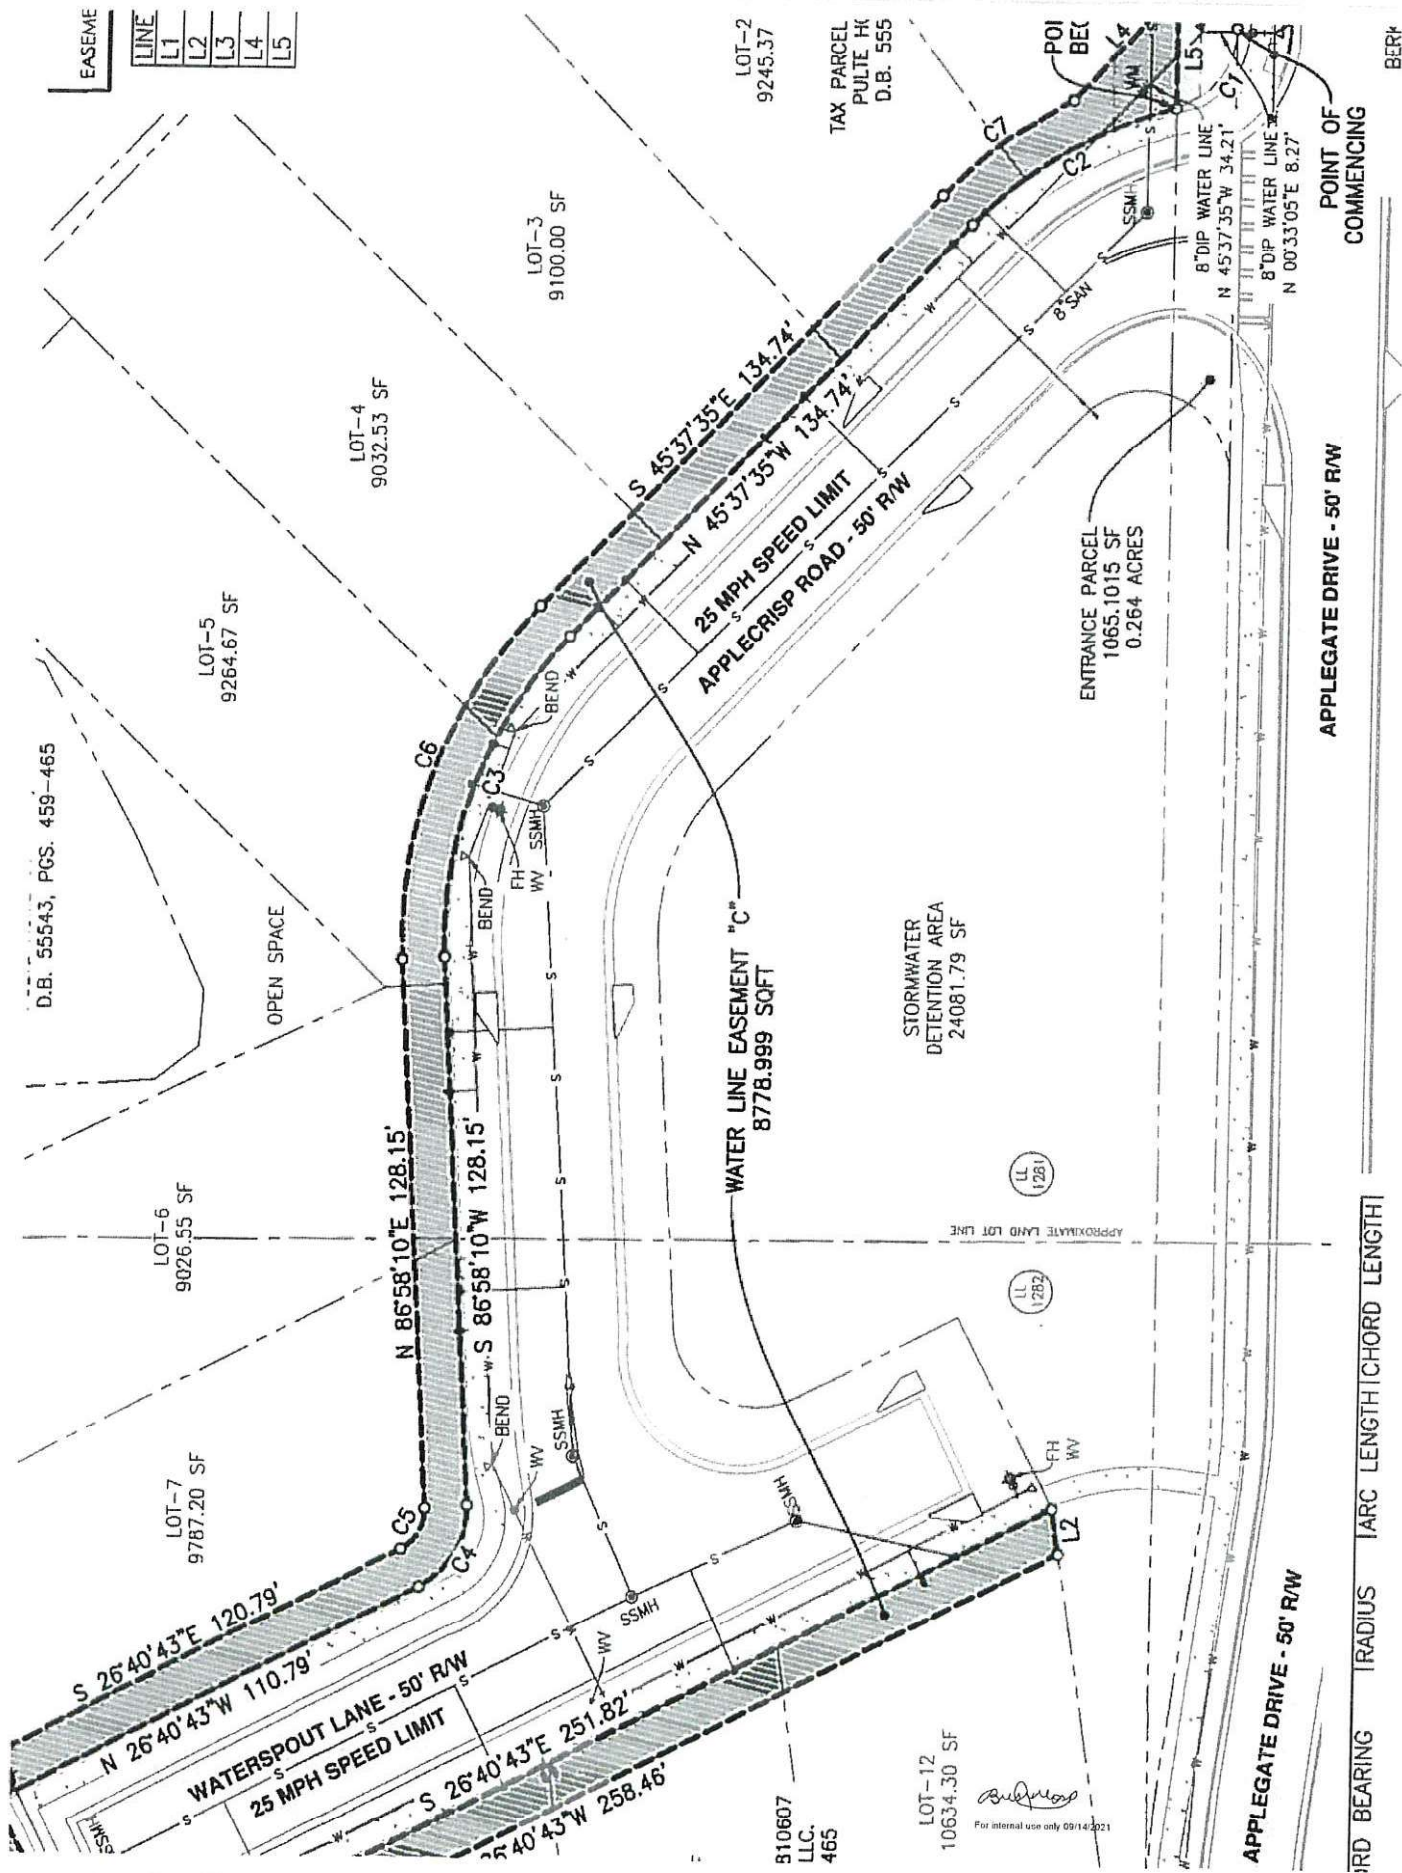 EASEME
LINE
L1
L2
L3
L4
L5
LOT-2
9245.37
TAX PARCEL
PULTE HO
D.B. 555
POI
BEG
L4
WM
L5
C1
C7
C2
SSMH
8"DIP WATER LINE
N 45°37'35"W 34.21'
8"DIP WATER LINE
N 00°33'05"E 8.27'
POINT OF
COMMENCING
BERK
LOT-3
9100.00 SF
LOT-4
9032.53 SF
S 45°37'35"E 134.74'
N 45°37'35"W 134.74'
8"SAN
25 MPH SPEED LIMIT
APPLECRISP ROAD - 50' R/W
ENTRANCE PARCEL
1065.1015 SF
0.264 ACRES
APPLEGATE DRIVE - 50' R/W
LOT-5
9264.67 SF
D.B. 55543, PGS. 459-465
OPEN SPACE
C6
C3
BEND
BEND
FH
WV
SSMH
WATER LINE EASEMENT "C"
8778.999 SQFT
STORMWATER
DETENTION AREA
24081.79 SF
LOT-6
9026.55 SF
N 86°58'10"E 128.15'
S 86°58'10"W 128.15'
LL
1281
APPROXIMATE LAND LOT LINE
LL
1282
LOT-7
9787.20 SF
C5
C4
BEND
WV
SSMH
SSMH
SSMH
FH
WV
L2
S 26°40'43"E 120.79'
N 26°40'43"W 110.79'
WATERSPOUT LANE - 50' R/W
25 MPH SPEED LIMIT
SSMH
WV
S 26°40'43"E 251.82'
26°40'43"W 258.46'
B10607
LLC.
465
LOT-12
10634.30 SF
For internal use only 09/14/2021
APPLEGATE DRIVE - 50' R/W
ORD BEARING RADIUS ARC LENGTH CHORD LENGTH